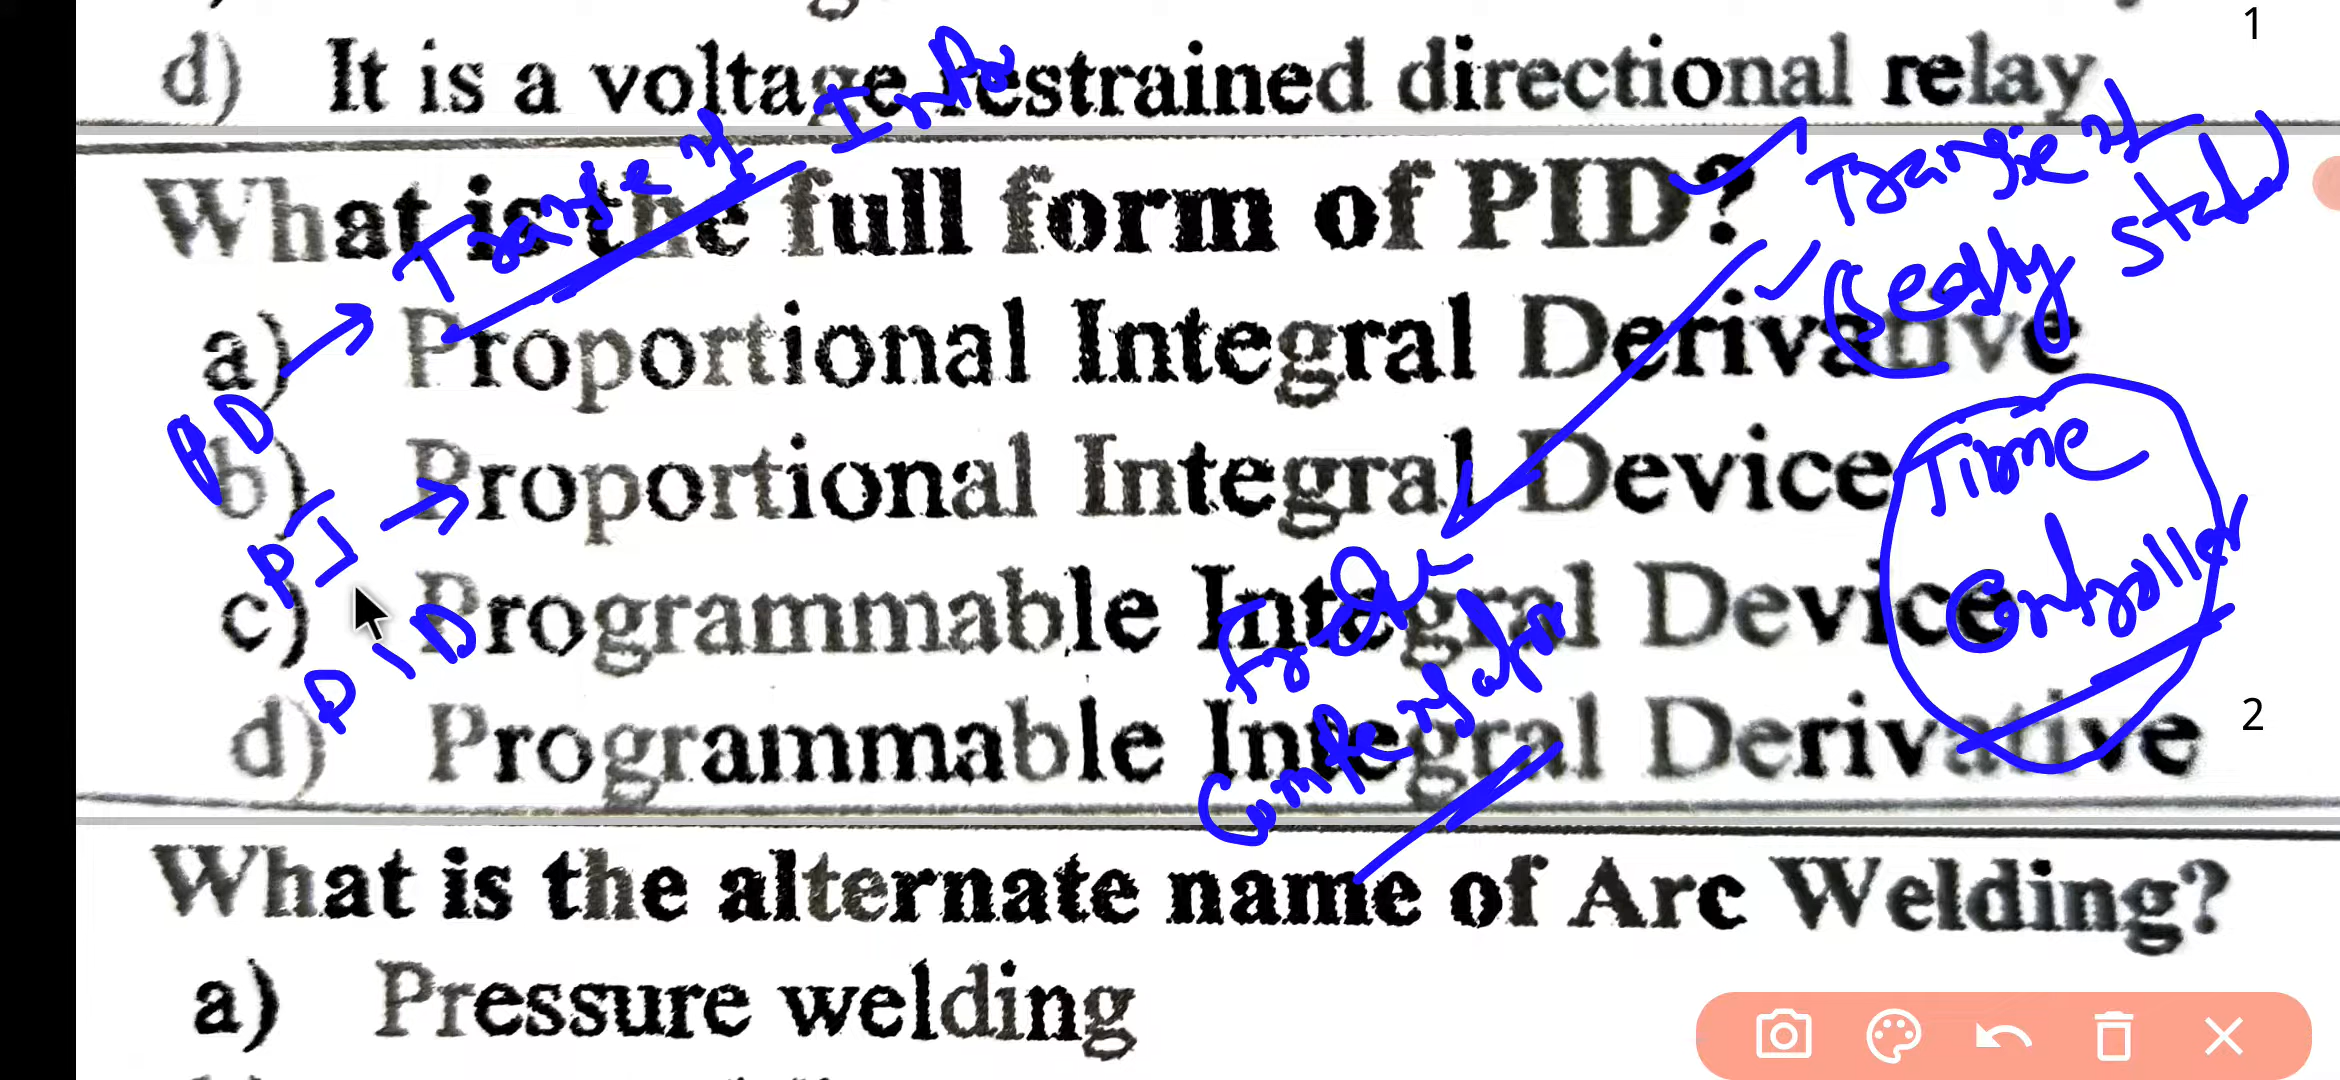 1
d) It is a voltage restrained directional relay
What is the full form of PID?
a) Proportional Integral Derivative
b) Proportional Integral Device
c) Programmable Integral Device
d) Programmable Integral Derivative
2
What is the alternate name of Arc Welding?
a) Pressure welding
PD
PI
PID
Time
Controller